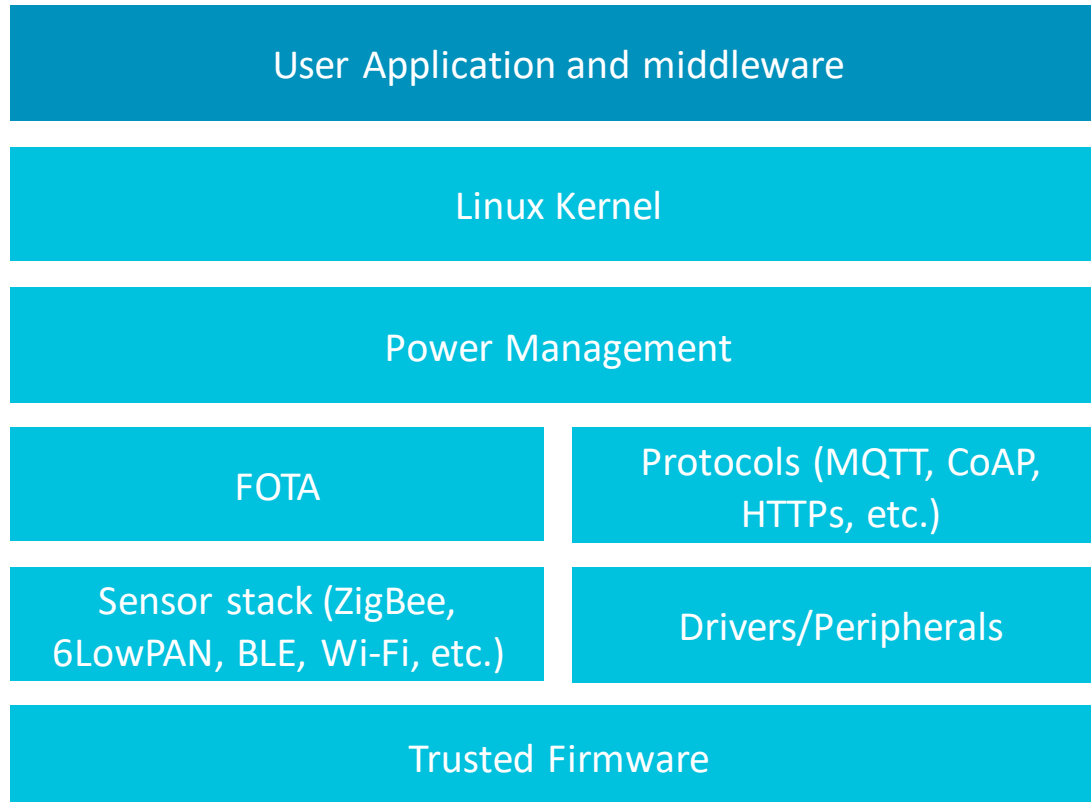 User Application and middleware
Linux Kernel
Power Management
FOTA
Protocols (MQTT, CoAP,
HTTPs, etc.)
Sensor stack (ZigBee,
6LowPAN, BLE, Wi-Fi, etc.)
Drivers/Peripherals
Trusted Firmware